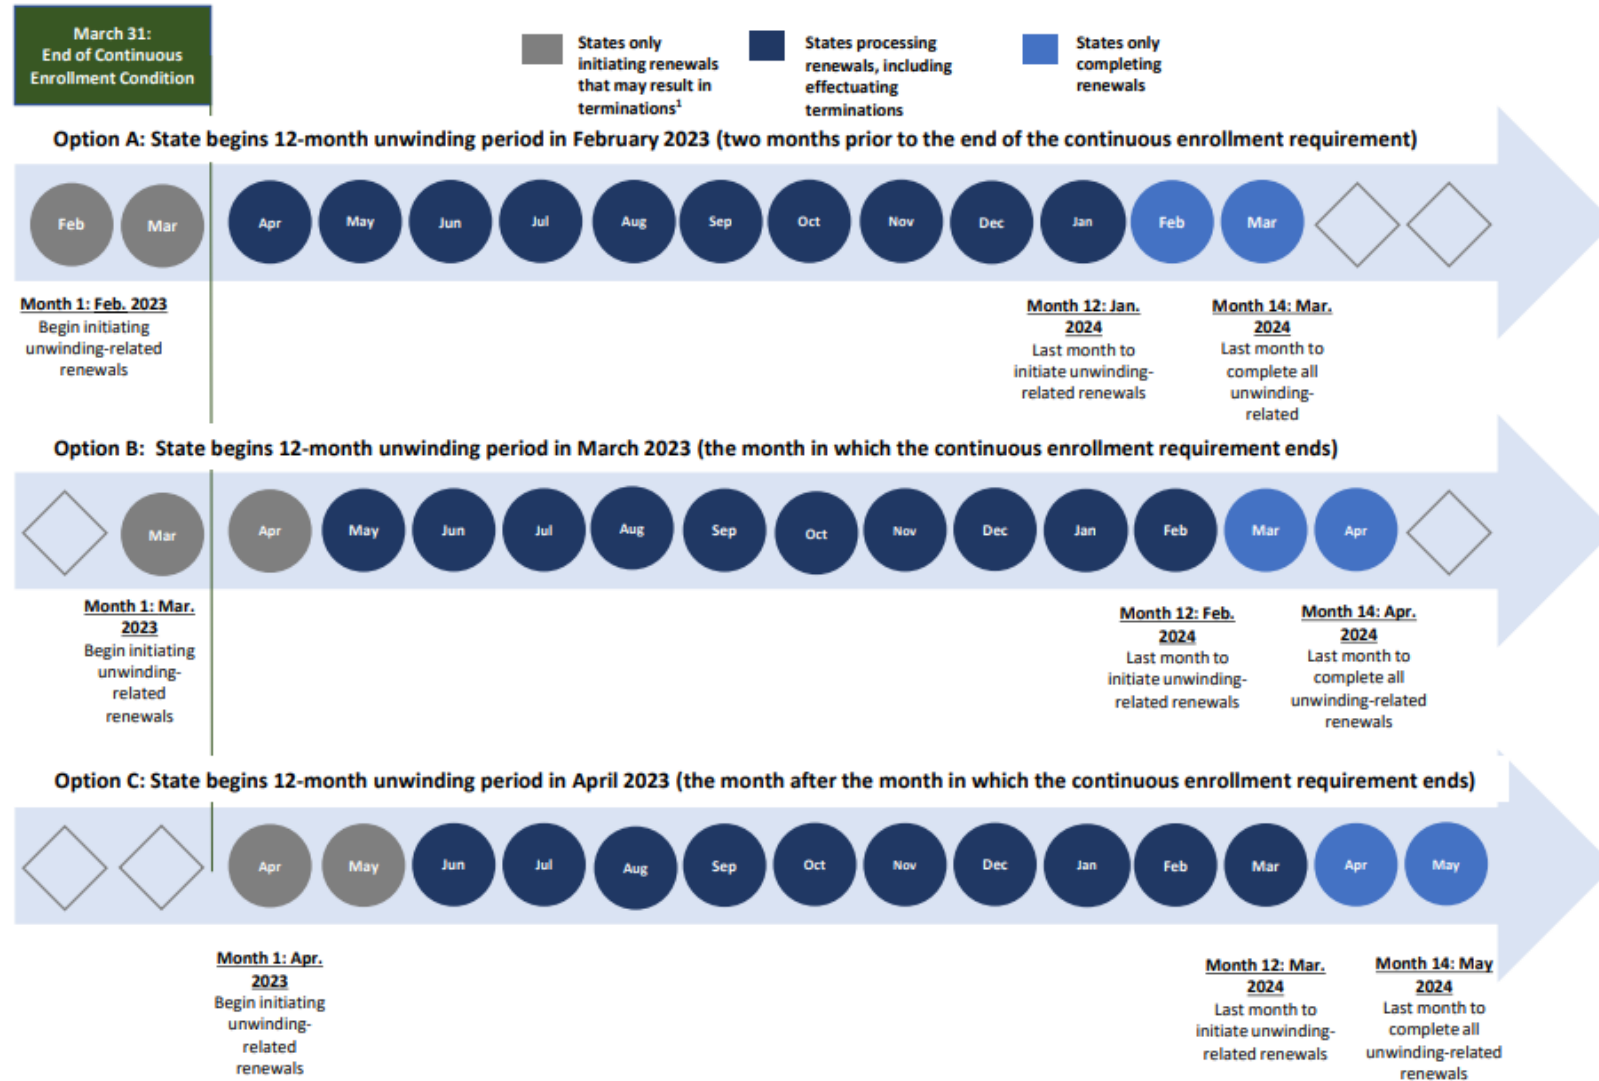 March 31:
End of Continuous
Enrollment Condition
States only
initiating renewals
that may result in
terminations¹
States processing
renewals, including
effectuating
terminations
States only
completing
renewals
Option A: State begins 12-month unwinding period in February 2023 (two months prior to the end of the continuous enrollment requirement)
Feb Mar Apr May Jun Jul Aug Sep Oct Nov Dec Jan Feb Mar
Month 1: Feb. 2023
Begin initiating
unwinding-related
renewals
Month 12: Jan.
2024
Last month to
initiate unwinding-
related renewals
Month 14: Mar.
2024
Last month to
complete all
unwinding-
related
Option B: State begins 12-month unwinding period in March 2023 (the month in which the continuous enrollment requirement ends)
Mar Apr May Jun Jul Aug Sep Oct Nov Dec Jan Feb Mar Apr
Month 1: Mar.
2023
Begin initiating
unwinding-
related
renewals
Month 12: Feb.
2024
Last month to
initiate unwinding-
related renewals
Month 14: Apr.
2024
Last month to
complete all
unwinding-related
renewals
Option C: State begins 12-month unwinding period in April 2023 (the month after the month in which the continuous enrollment requirement ends)
Apr May Jun Jul Aug Sep Oct Nov Dec Jan Feb Mar Apr May
Month 1: Apr.
2023
Begin initiating
unwinding-
related
renewals
Month 12: Mar.
2024
Last month to
initiate unwinding-
related renewals
Month 14: May
2024
Last month to
complete all
unwinding-related
renewals